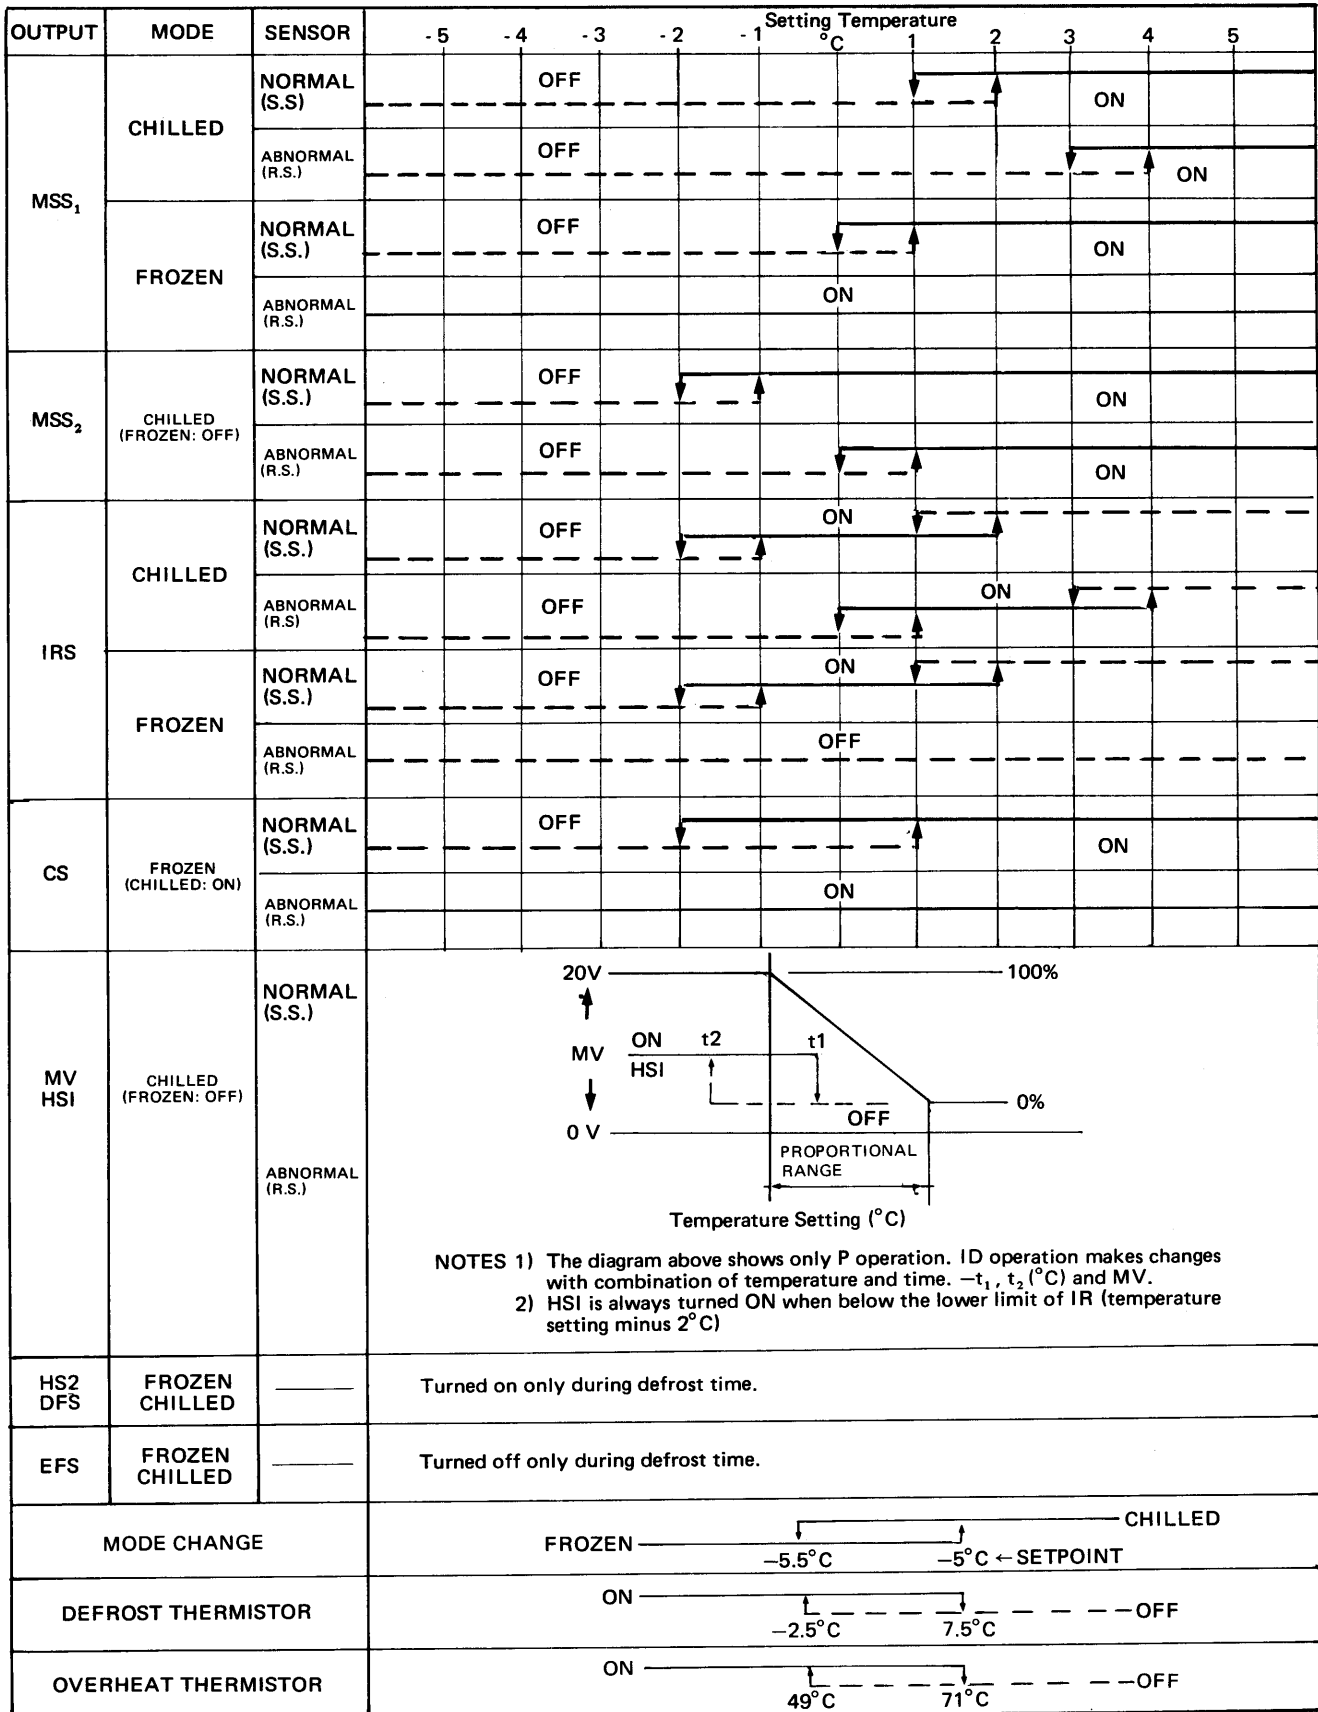 Setting Temperature
OUTPUT MODE SENSOR -5 -4 -3 -2 -1 °C 1 2 3 4 5
MSS₁ CHILLED NORMAL (S.S) OFF ON
ABNORMAL (R.S.) OFF ON
FROZEN NORMAL (S.S.) OFF ON
ABNORMAL (R.S.) ON
MSS₂ CHILLED (FROZEN: OFF) NORMAL (S.S.) OFF ON
ABNORMAL (R.S.) OFF ON
IRS CHILLED NORMAL (S.S.) OFF ON
ABNORMAL (R.S) OFF ON
FROZEN NORMAL (S.S.) OFF ON
ABNORMAL (R.S.) OFF
CS FROZEN (CHILLED: ON) NORMAL (S.S.) OFF ON
ABNORMAL (R.S.) ON
MV HSI CHILLED (FROZEN: OFF) NORMAL (S.S.)
20V 100%
MV ON HSI t2 t1
OFF 0%
0 V
ABNORMAL (R.S.)
PROPORTIONAL RANGE
Temperature Setting (°C)
NOTES 1) The diagram above shows only P operation. ID operation makes changes
with combination of temperature and time. –t₁, t₂ (°C) and MV.
2) HSI is always turned ON when below the lower limit of IR (temperature
setting minus 2°C)
HS2 DFS FROZEN CHILLED Turned on only during defrost time.
EFS FROZEN CHILLED Turned off only during defrost time.
MODE CHANGE FROZEN CHILLED
–5.5°C –5°C ← SETPOINT
DEFROST THERMISTOR ON OFF
–2.5°C 7.5°C
OVERHEAT THERMISTOR ON OFF
49°C 71°C